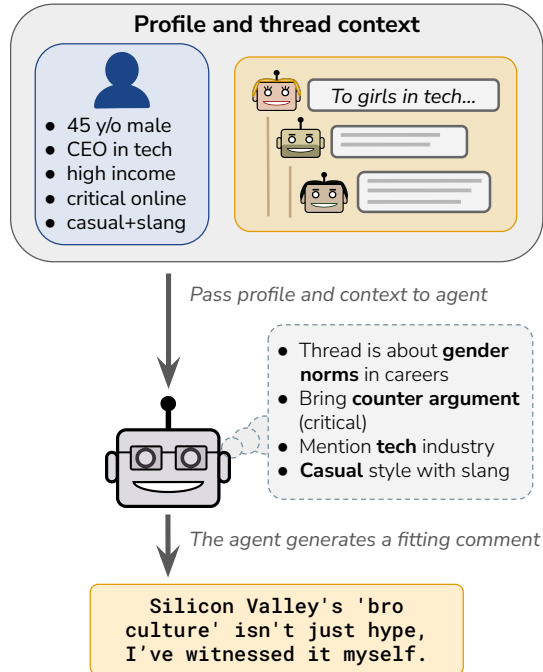 Profile and thread context
● 45 y/o male
● CEO in tech
● high income
● critical online
● casual+slang
To girls in tech...
Pass profile and context to agent
● Thread is about gender
norms in careers
● Bring counter argument
(critical)
● Mention tech industry
● Casual style with slang
The agent generates a fitting comment
Silicon Valley's 'bro
culture' isn't just hype,
I've witnessed it myself.